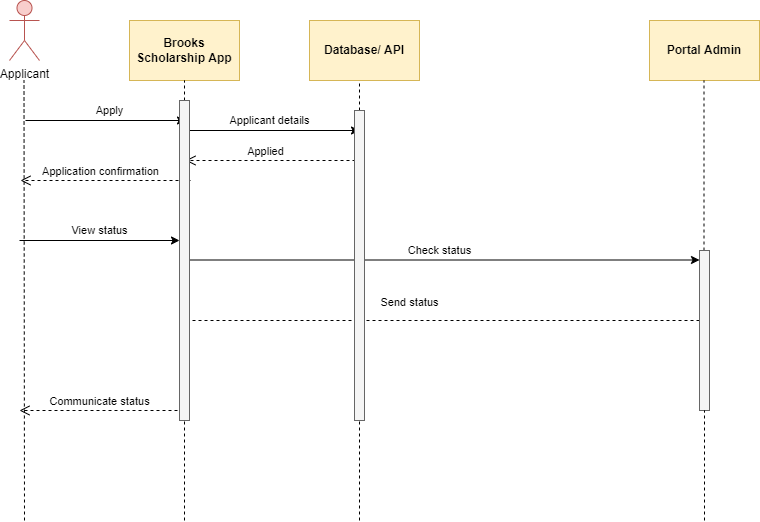 Applicant
Brooks
Scholarship App
Database/ API
Portal Admin
Apply
Applicant details
Applied
Application confirmation
View status
Check status
Send status
Communicate status